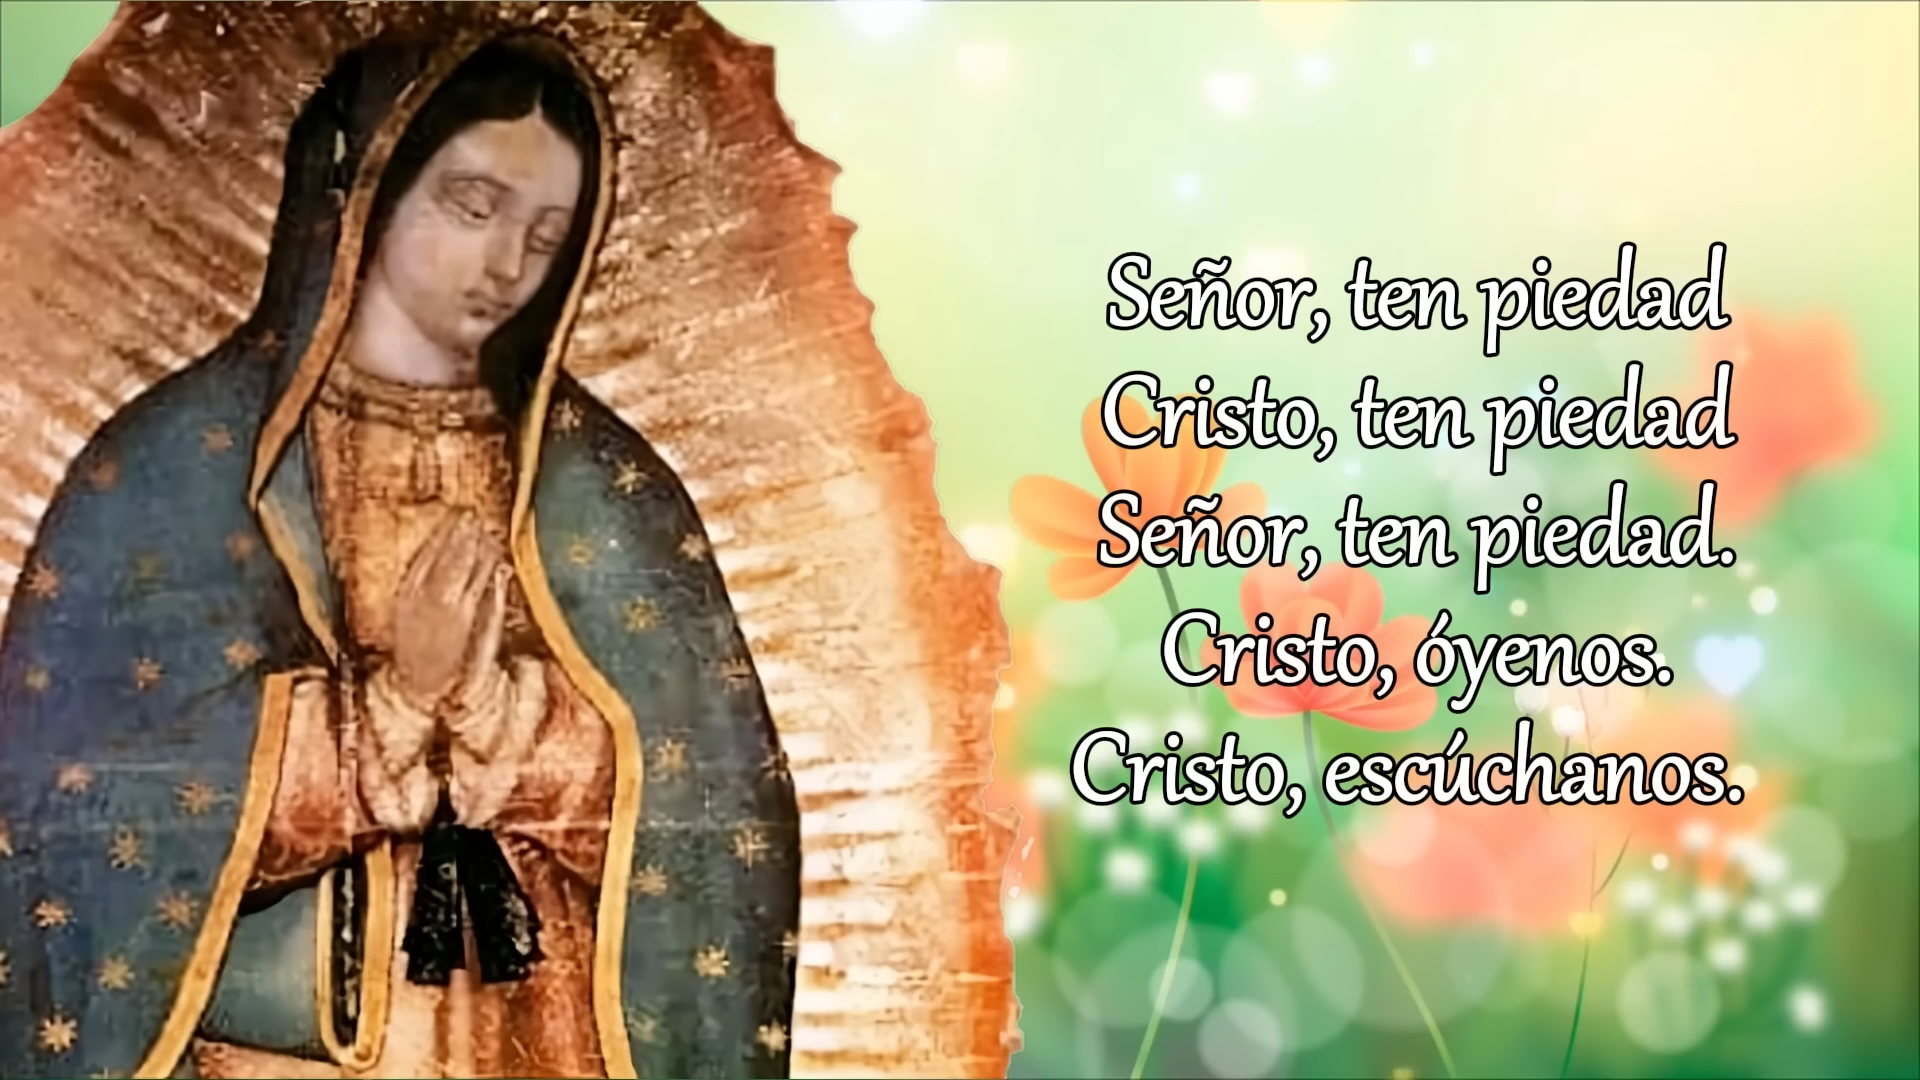 Señor, ten piedad
Cristo, ten piedad
Señor, ten piedad.
Cristo, óyenos.
Cristo, escúchanos.